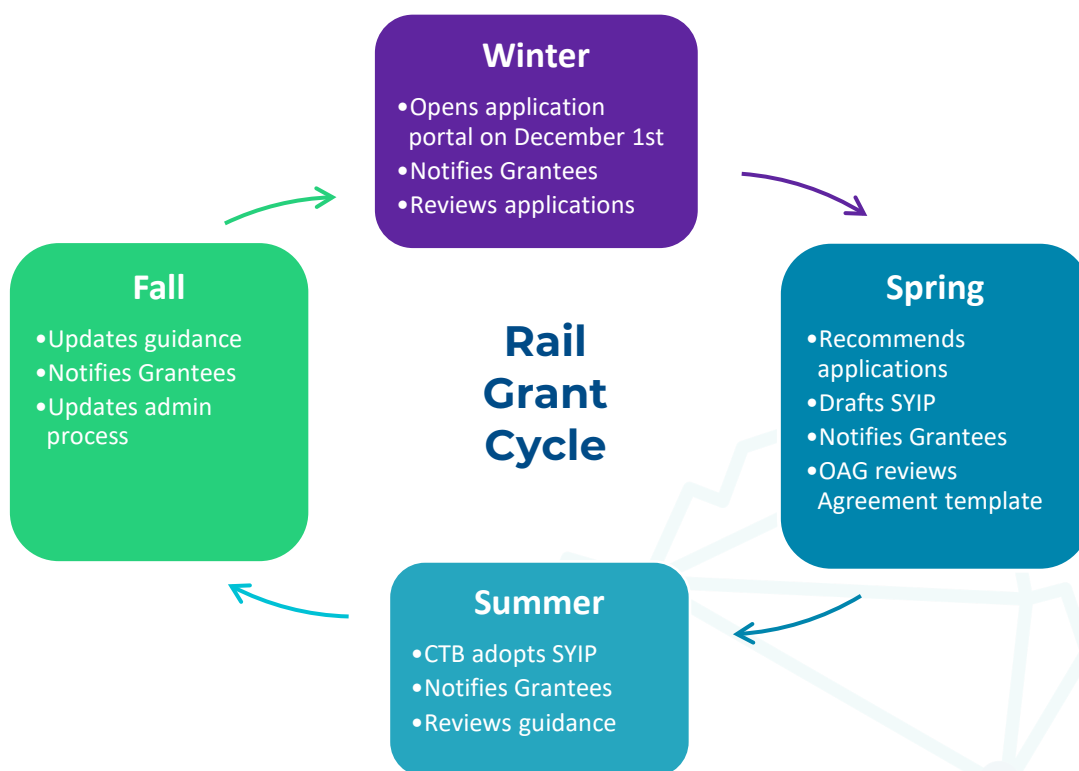 Winter
•Opens application
portal on December 1st
•Notifies Grantees
•Reviews applications
Spring
•Recommends
applications
•Drafts SYIP
•Notifies Grantees
•OAG reviews
Agreement template
Summer
•CTB adopts SYIP
•Notifies Grantees
•Reviews guidance
Fall
•Updates guidance
•Notifies Grantees
•Updates admin
process
Rail
Grant
Cycle